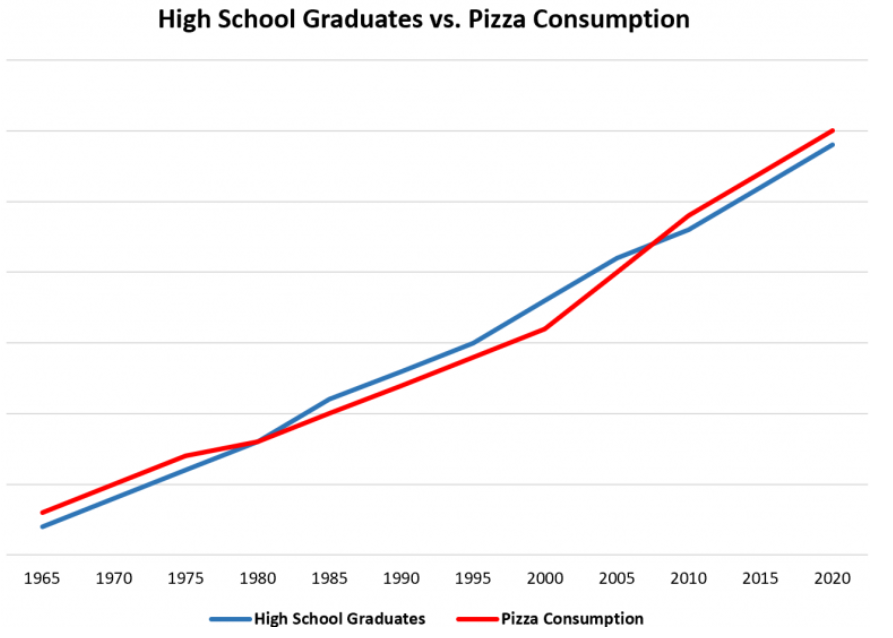 High School Graduates vs. Pizza Consumption
1965 1970 1975 1980 1985 1990 1995 2000 2005 2010 2015 2020
High School Graduates Pizza Consumption